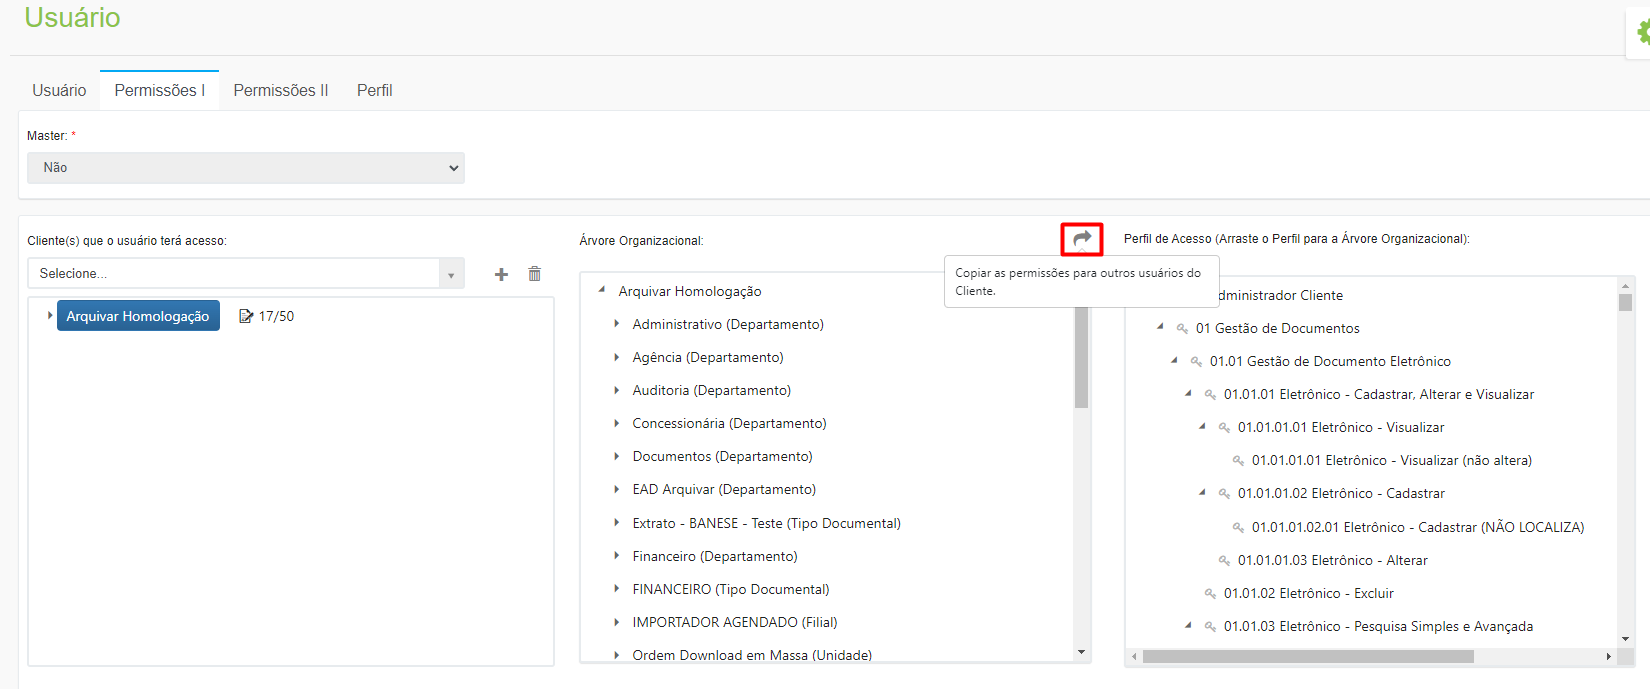 Usuário
Usuário
Permissões I
Permissões II
Perfil
Master: *
Não
Cliente(s) que o usuário terá acesso:
Selecione...
Arquivar Homologação
17/50
Árvore Organizacional:
Copiar as permissões para outros usuários do
Cliente.
Arquivar Homologação
Administrativo (Departamento)
Agência (Departamento)
Auditoria (Departamento)
Concessionária (Departamento)
Documentos (Departamento)
EAD Arquivar (Departamento)
Extrato - BANESE - Teste (Tipo Documental)
Financeiro (Departamento)
FINANCEIRO (Tipo Documental)
IMPORTADOR AGENDADO (Filial)
Ordem Download em Massa (Unidade)
Perfil de Acesso (Arraste o Perfil para a Árvore Organizacional):
dministrador Cliente
01 Gestão de Documentos
01.01 Gestão de Documento Eletrônico
01.01.01 Eletrônico - Cadastrar, Alterar e Visualizar
01.01.01.01 Eletrônico - Visualizar
01.01.01.01 Eletrônico - Visualizar (não altera)
01.01.01.02 Eletrônico - Cadastrar
01.01.01.02.01 Eletrônico - Cadastrar (NÃO LOCALIZA)
01.01.01.03 Eletrônico - Alterar
01.01.02 Eletrônico - Excluir
01.01.03 Eletrônico - Pesquisa Simples e Avançada